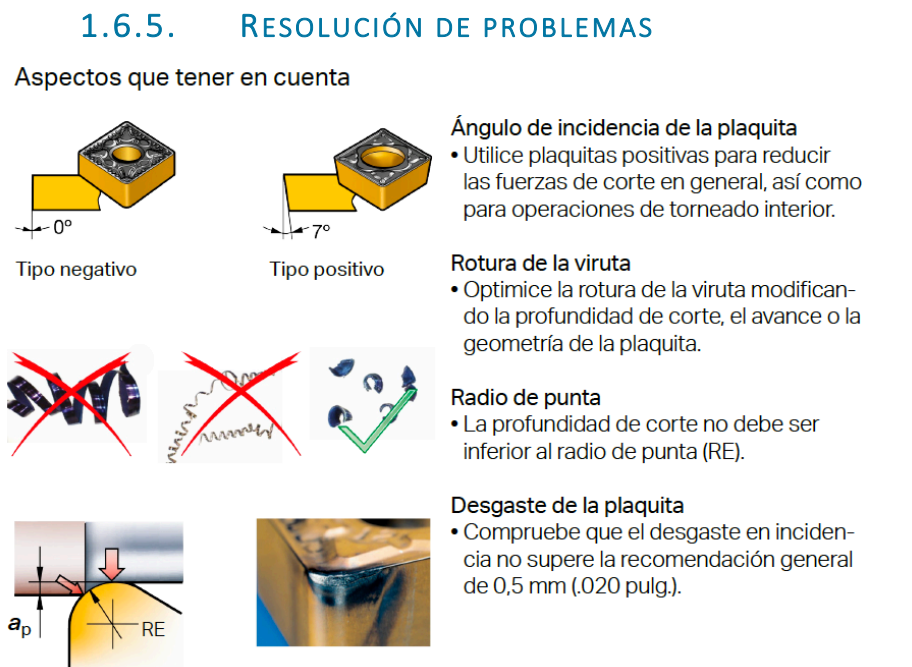 1.6.5. RESOLUCIÓN DE PROBLEMAS
Aspectos que tener en cuenta
0°
Tipo negativo
7°
Tipo positivo
Ángulo de incidencia de la plaquita
• Utilice plaquitas positivas para reducir
las fuerzas de corte en general, así como
para operaciones de torneado interior.
Rotura de la viruta
• Optimice la rotura de la viruta modifican-
do la profundidad de corte, el avance o la
geometría de la plaquita.
Radio de punta
• La profundidad de corte no debe ser
inferior al radio de punta (RE).
ap
RE
Desgaste de la plaquita
• Compruebe que el desgaste en inciden-
cia no supere la recomendación general
de 0,5 mm (.020 pulg.).